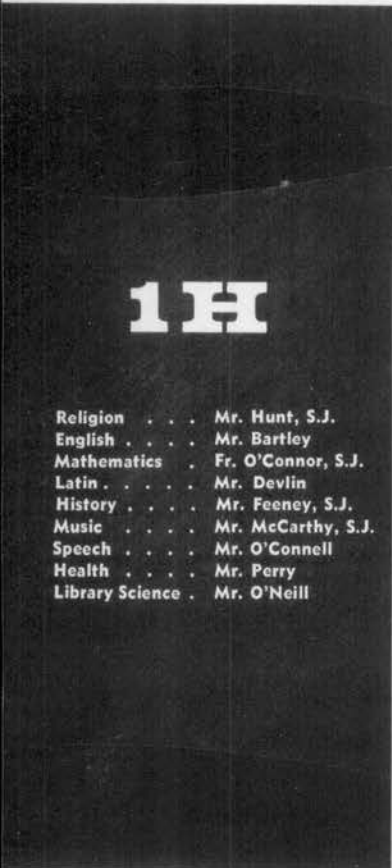 1H
Religion . . . Mr. Hunt, S.J.
English . . . . Mr. Bartley
Mathematics . Fr. O'Connor, S.J.
Latin . . . . . Mr. Devlin
History . . . . Mr. Feeney, S.J.
Music . . . . Mr. McCarthy, S.J.
Speech . . . . Mr. O'Connell
Health . . . . Mr. Perry
Library Science . Mr. O'Neill